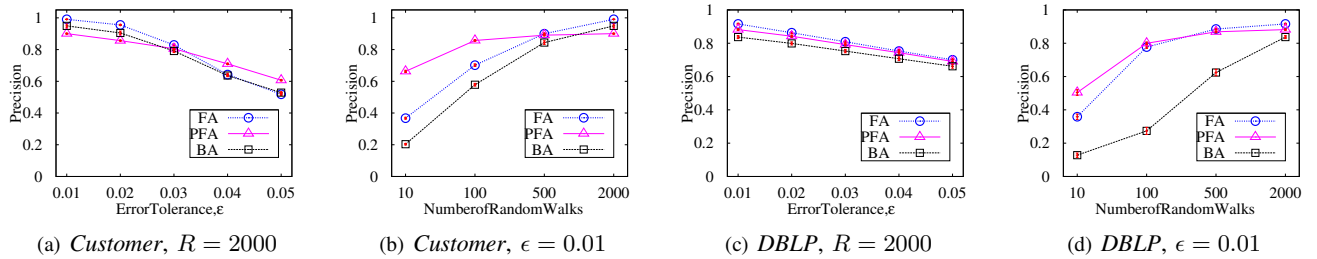 Precision
1
0.8
0.6
0.4
0.2
0
FA
PFA
BA
0.01 0.02 0.03 0.04 0.05
ErrorTolerance,ε
(a) Customer, R = 2000
Precision
1
0.8
0.6
0.4
0.2
0
FA
PFA
BA
10 100 500 2000
NumberofRandomWalks
(b) Customer, ϵ = 0.01
Precision
1
0.8
0.6
0.4
0.2
0
FA
PFA
BA
0.01 0.02 0.03 0.04 0.05
ErrorTolerance,ε
(c) DBLP, R = 2000
Precision
1
0.8
0.6
0.4
0.2
0
FA
PFA
BA
10 100 500 2000
NumberofRandomWalks
(d) DBLP, ϵ = 0.01